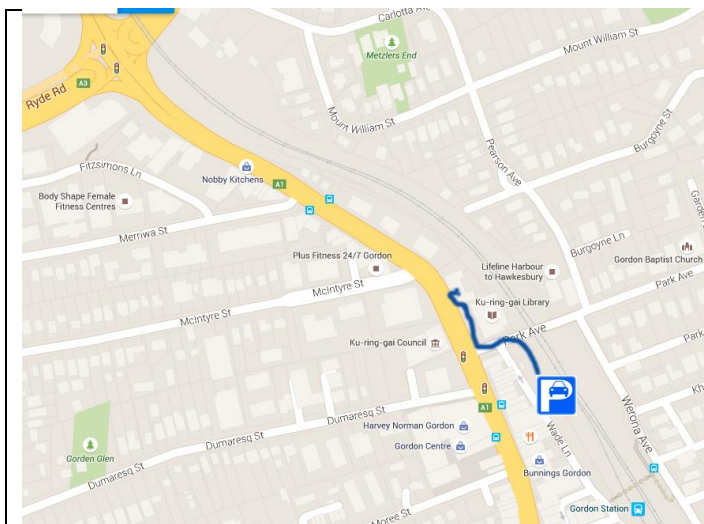 Carlotta Ave
Mount William St
Metzlers End
Ryde Rd
A3
Mount William St
Burgoyne St
Pearson Ave
Fitzsimons Ln
Nobby Kitchens
A1
Body Shape Female
Fitness Centres
Merriwa St
Burgoyne Ln
Gordon Baptist Church
Plus Fitness 24/7 Gordon
McIntyre St
Lifeline Harbour
to Hawkesbury
Park Ave
Ku-ring-gai Library
McIntyre St
Park Ave
Ku-ring-gai Council
P
A1
Dumaresq St
Werona Ave
Harvey Norman Gordon
Wade Ln
Gordon Centre
Gorden Glen
Dumaresq St
Bunnings Gordon
Moree St
Gordon Station